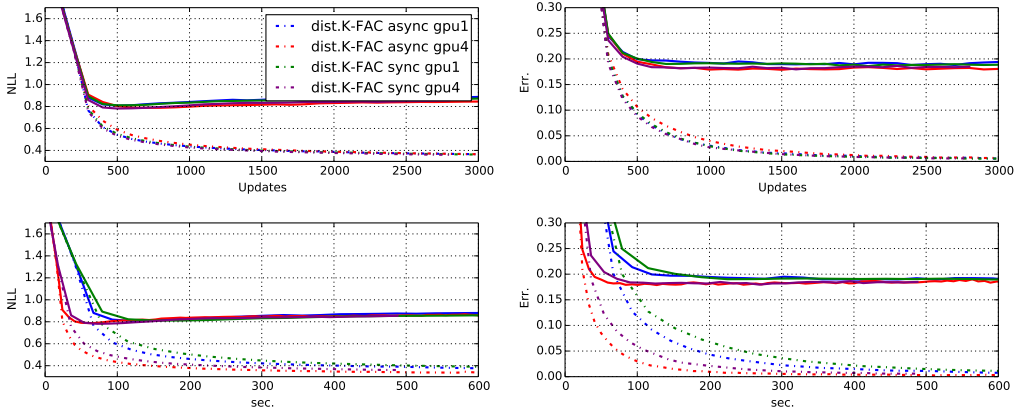 1.6
1.4
1.2
1.0
0.8
0.6
0.4
NLL
0 500 1000 1500 2000 2500 3000
Updates
dist.K-FAC async gpu1
dist.K-FAC async gpu4
dist.K-FAC sync gpu1
dist.K-FAC sync gpu4
0.30
0.25
0.20
0.15
0.10
0.05
0.00
Err.
0 500 1000 1500 2000 2500 3000
Updates
1.6
1.4
1.2
1.0
0.8
0.6
0.4
NLL
0 100 200 300 400 500 600
sec.
0.30
0.25
0.20
0.15
0.10
0.05
0.00
Err.
0 100 200 300 400 500 600
sec.